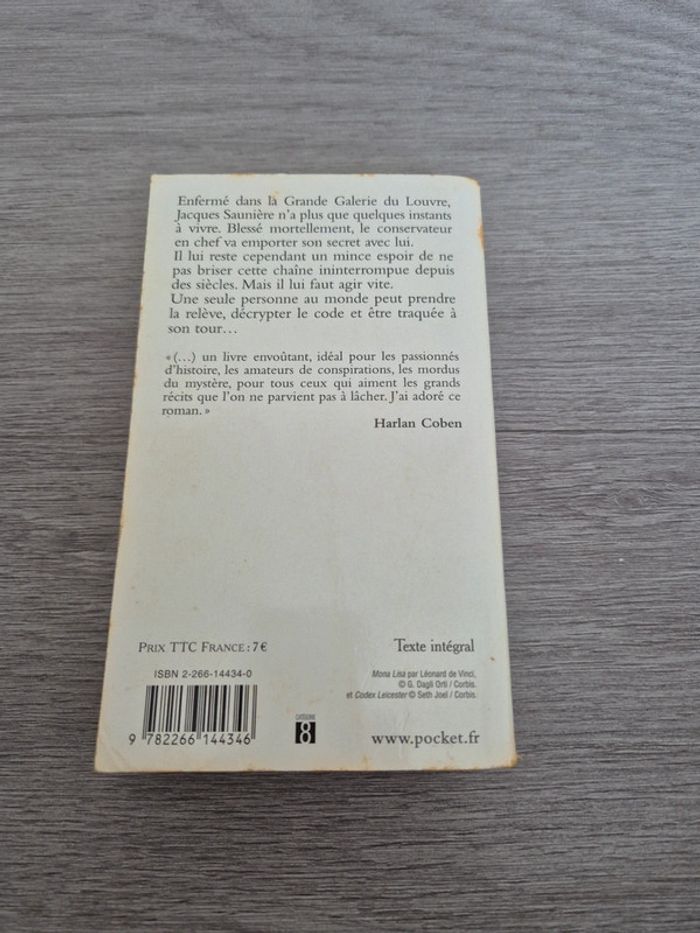 Enfermé dans la Grande Galerie du Louvre,
Jacques Saunière n'a plus que quelques instants
à vivre. Blessé mortellement, le conservateur
en chef va emporter son secret avec lui.
Il lui reste cependant un mince espoir de ne
pas briser cette chaîne ininterrompue depuis
des siècles. Mais il lui faut agir vite.
Une seule personne au monde peut prendre
la relève, décrypter le code et être traquée à
son tour…
« (…) un livre envoûtant, idéal pour les passionnés
d'histoire, les amateurs de conspirations, les mordus
du mystère, pour tous ceux qui aiment les grands
récits que l'on ne parvient pas à lâcher. J'ai adoré ce
roman. »
Harlan Coben
PRIX TTC FRANCE : 7 €
Texte intégral
ISBN 2-266-14434-0
Mona Lisa par Léonard de Vinci,
© G. Dagli Orti / Corbis.
et Codex Leicester © Seth Joel / Corbis.
9 782266 144346
CATÉGORIE
8
www.pocket.fr